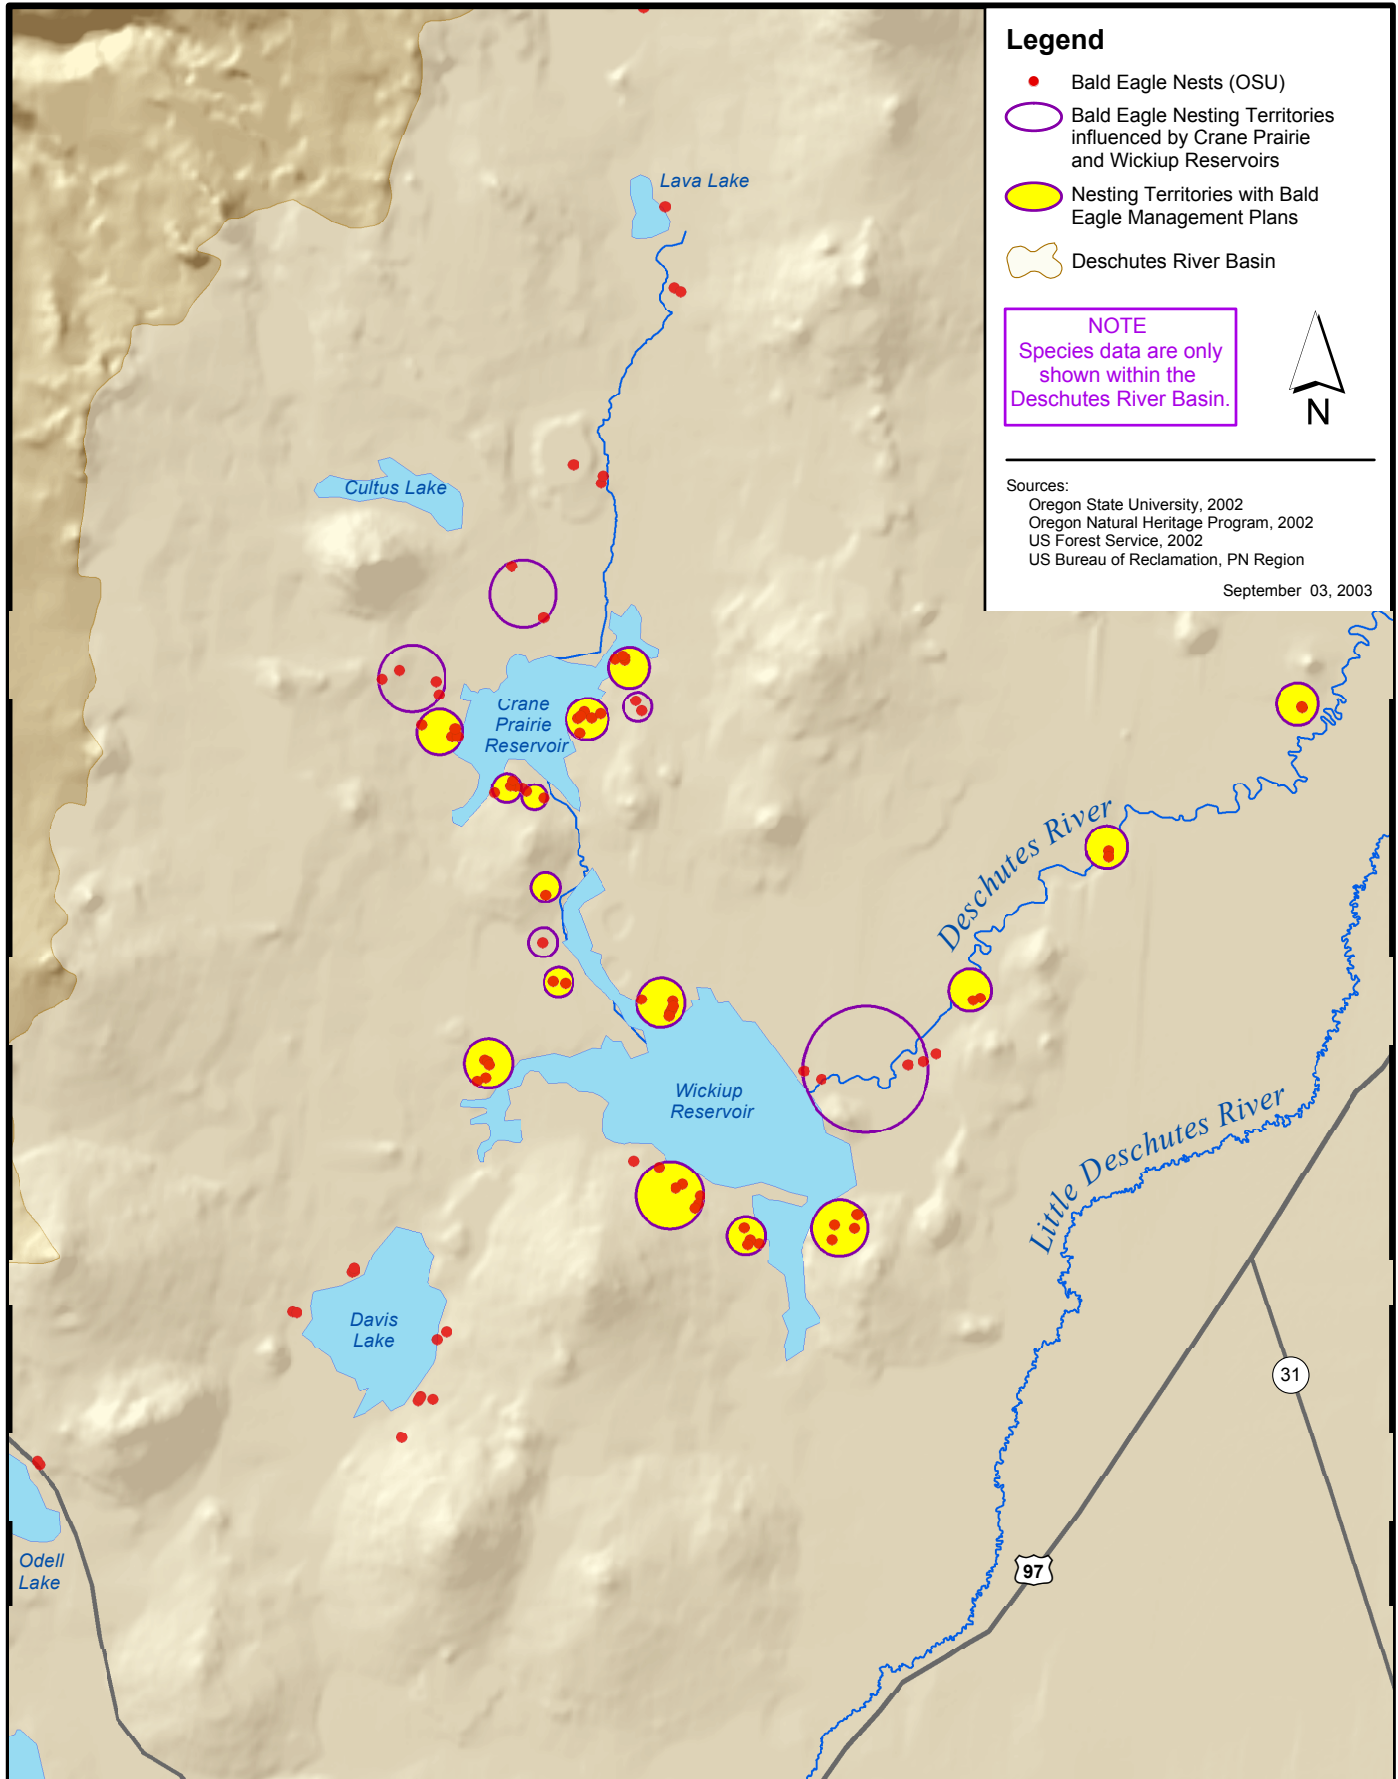 Legend
Bald Eagle Nests (OSU)
Bald Eagle Nesting Territories
influenced by Crane Prairie
and Wickiup Reservoirs
Nesting Territories with Bald
Eagle Management Plans
Deschutes River Basin
NOTE
Species data are only
shown within the
Deschutes River Basin.
N
Sources:
Oregon State University, 2002
Oregon Natural Heritage Program, 2002
US Forest Service, 2002
US Bureau of Reclamation, PN Region
September 03, 2003
Lava Lake
Cultus Lake
Crane
Prairie
Reservoir
Deschutes River
Wickiup
Reservoir
Little Deschutes River
Davis
Lake
31
Odell
Lake
97